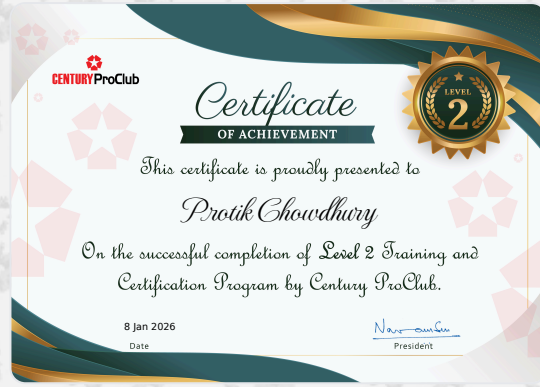 CENTURY ProClub
Certificate
OF ACHIEVEMENT
LEVEL
2
This certificate is proudly presented to
Protik Chowdhury
On the successful completion of Level 2 Training and
Certification Program by Century ProClub.
8 Jan 2026
Date
President